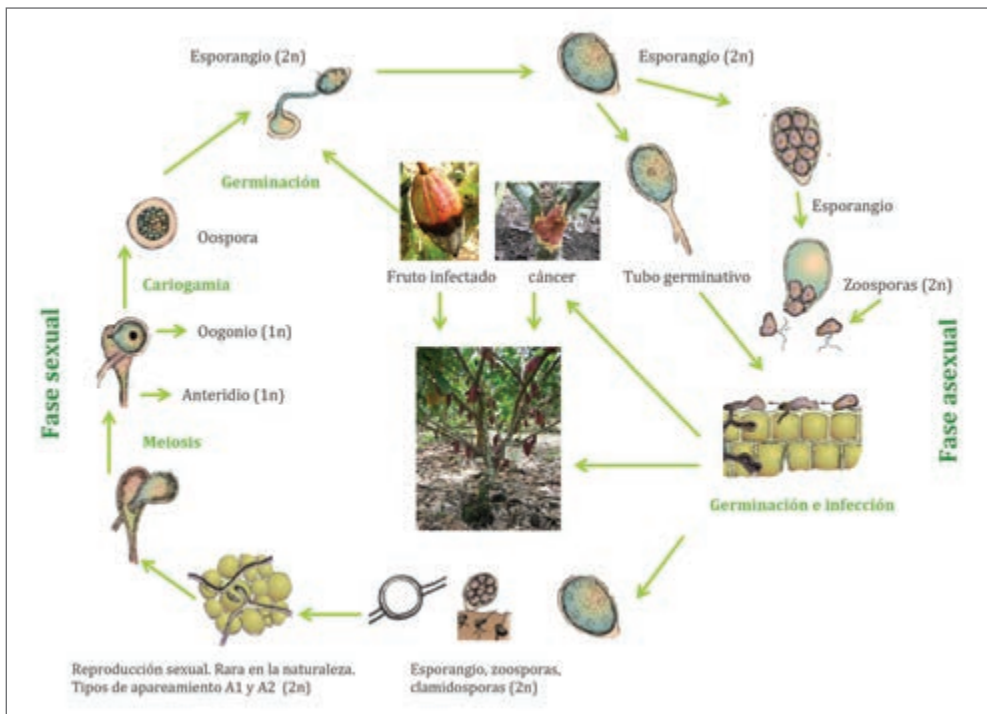 Esporangio (2n)
Esporangio (2n)
Germinación
Esporangio
Oospora
Fruto infectado
cáncer
Tubo germinativo
Zoosporas (2n)
Cariogamia
Fase sexual
Oogonio (1n)
Anteridio (1n)
Fase asexual
Meiosis
Germinación e infección
Reproducción sexual. Rara en la naturaleza.
Tipos de apareamiento A1 y A2 (2n)
Esporangio, zoosporas,
clamidosporas (2n)